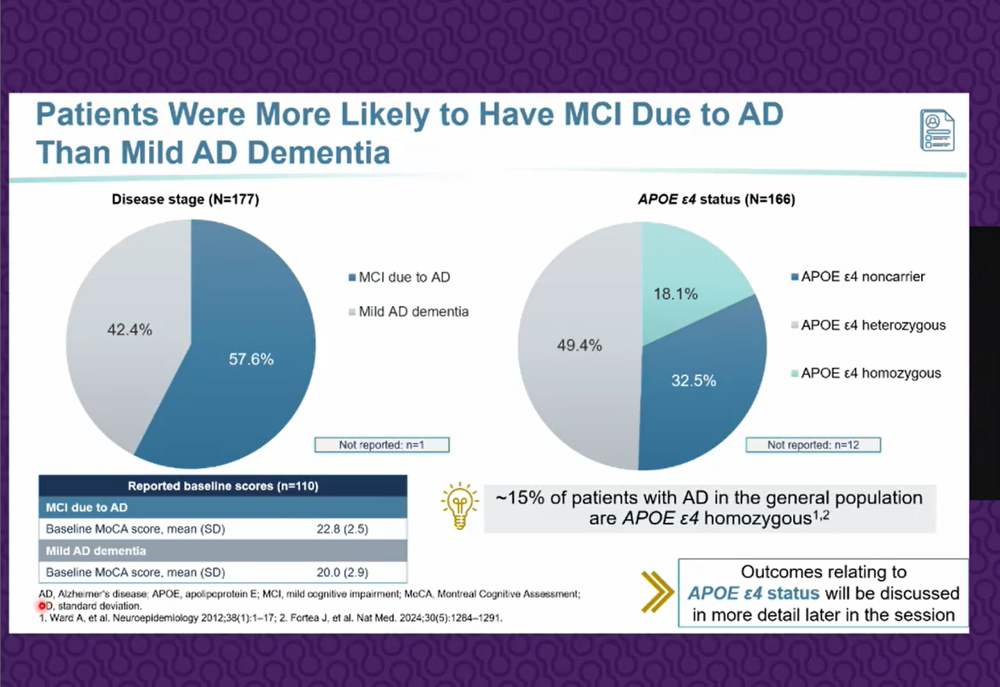 Patients Were More Likely to Have MCI Due to AD
Than Mild AD Dementia
Disease stage (N=177)
42.4%
57.6%
MCI due to AD
Mild AD dementia
Not reported: n=1
APOE ε4 status (N=166)
18.1%
49.4%
32.5%
APOE ε4 noncarrier
APOE ε4 heterozygous
APOE ε4 homozygous
Not reported: n=12
Reported baseline scores (n=110)
MCI due to AD
Baseline MoCA score, mean (SD) 22.8 (2.5)
Mild AD dementia
Baseline MoCA score, mean (SD) 20.0 (2.9)
~15% of patients with AD in the general population
are APOE ε4 homozygous1,2
Outcomes relating to
APOE ε4 status will be discussed
in more detail later in the session
AD, Alzheimer's disease; APOE, apolipoprotein E; MCI, mild cognitive impairment; MoCA, Montreal Cognitive Assessment;
D, standard deviation.
1. Ward A, et al. Neuroepidemiology 2012;38(1):1–17; 2. Fortea J, et al. Nat Med. 2024;30(5):1284–1291.